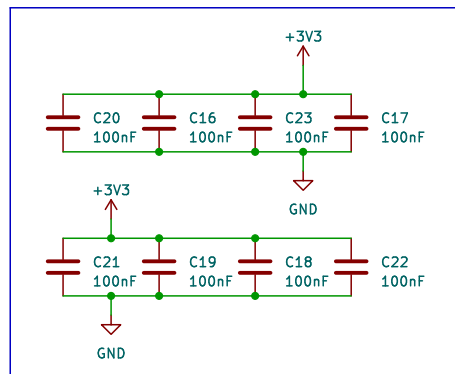 +3V3
C20 C16 C23 C17
100nF 100nF 100nF 100nF
GND
+3V3
C21 C19 C18 C22
100nF 100nF 100nF 100nF
GND